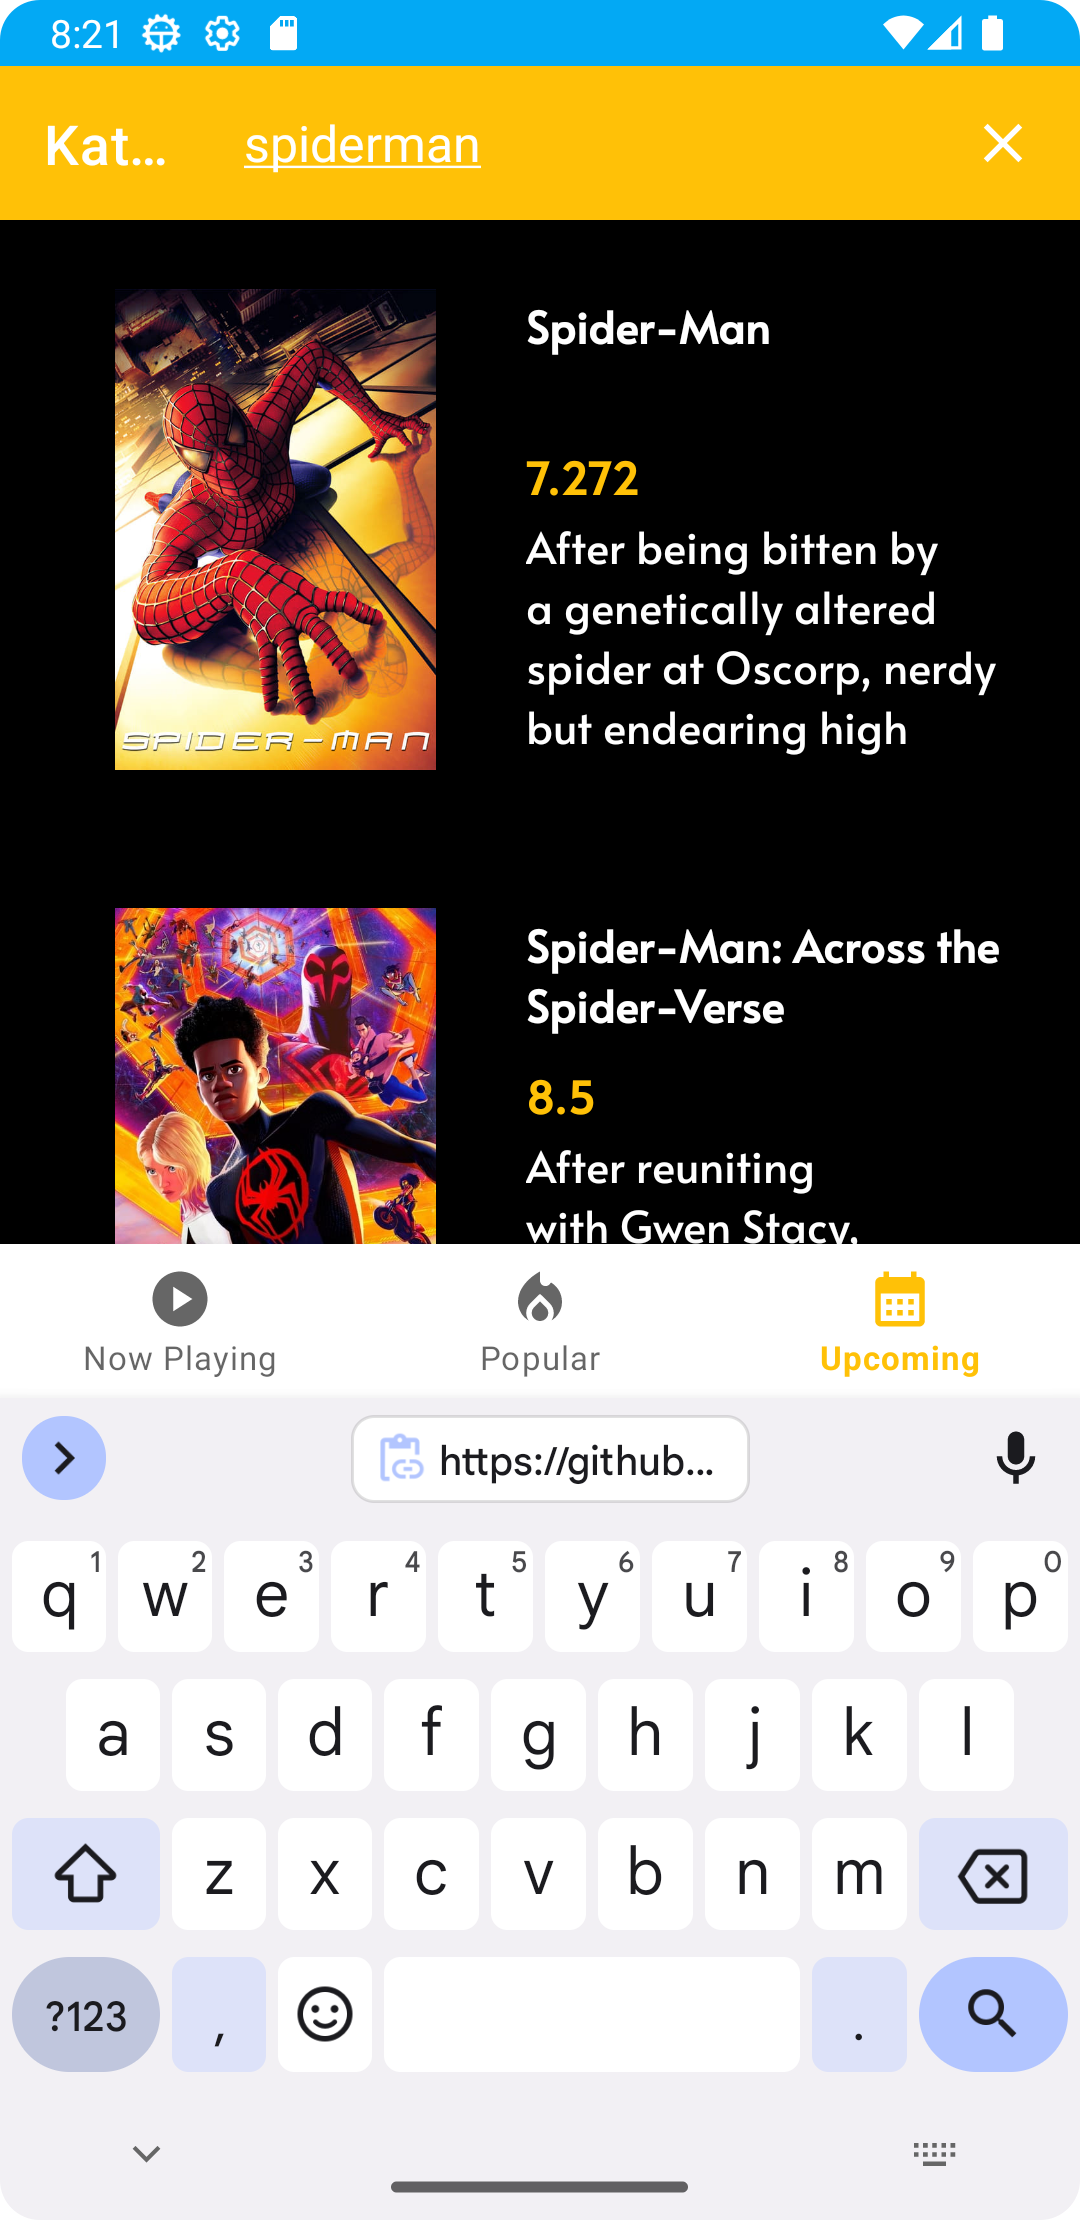 8:21
Kat...
spiderman
Spider-Man
7.272
After being bitten by
a genetically altered
spider at Oscorp, nerdy
but endearing high
SPIDER-MAN
Spider-Man: Across the
Spider-Verse
8.5
After reuniting
with Gwen Stacy,
Now Playing
Popular
Upcoming
https://github...
q 1 w 2 e 3 r 4 t 5 y 6 u 7 i 8 o 9 p 0
a s d f g h j k l
z x c v b n m
?123 , .